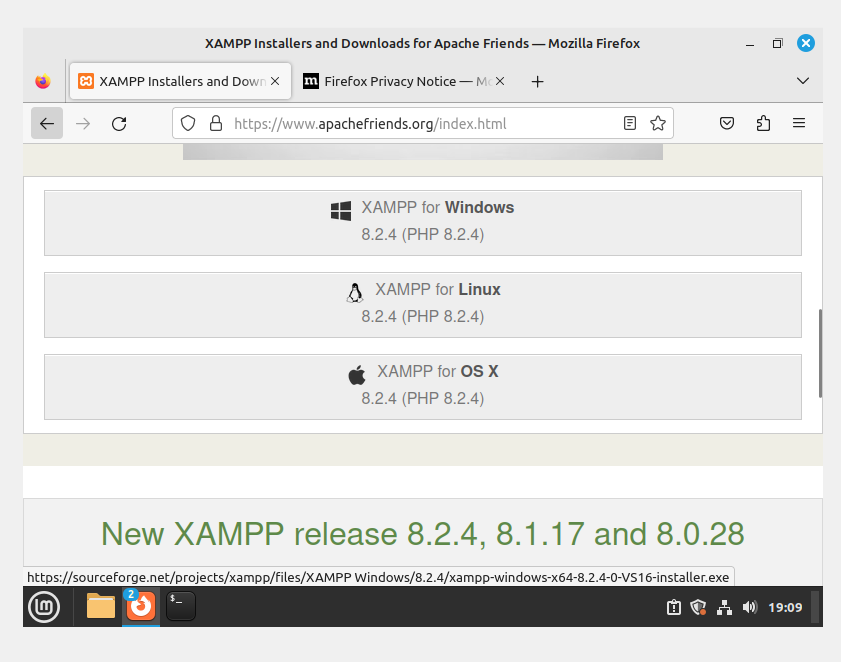 XAMPP Installers and Downloads for Apache Friends — Mozilla Firefox
XAMPP Installers and Down
Firefox Privacy Notice — Mo
https://www.apachefriends.org/index.html
XAMPP for Windows
8.2.4 (PHP 8.2.4)
XAMPP for Linux
8.2.4 (PHP 8.2.4)
XAMPP for OS X
8.2.4 (PHP 8.2.4)
New XAMPP release 8.2.4, 8.1.17 and 8.0.28
https://sourceforge.net/projects/xampp/files/XAMPP Windows/8.2.4/xampp-windows-x64-8.2.4-0-VS16-installer.exe
2
$_
19:09